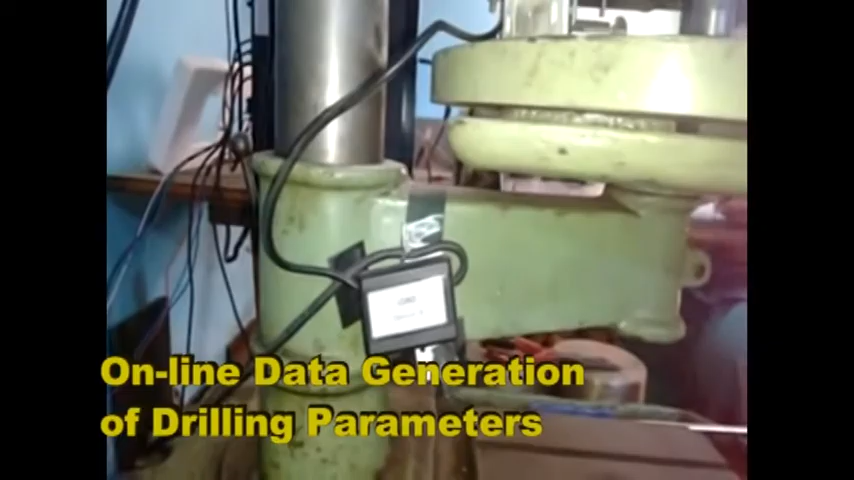 On-line Data Generation
of Drilling Parameters